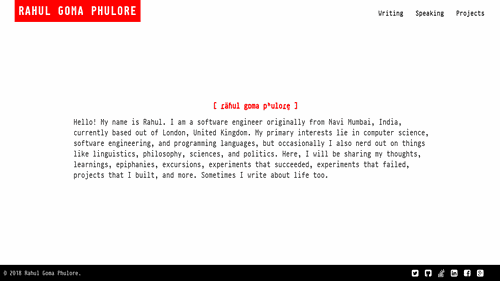 RAHUL GOMA PHULORE
Writing Speaking Projects
Hello! My name is Rahul. I am a software engineer originally from Navi Mumbai, India,
currently based out of London, United Kingdom. My primary interests lie in computer science,
software engineering, and programming languages, but occasionally I also nerd out on things
like linguistics, philosophy, sciences, and politics. Here, I will be sharing my thoughts,
learnings, epiphanies, excursions, experiments that succeeded, experiments that failed,
projects that I built, and more. Sometimes I write about life too.
© 2018 Rahul Goma Phulore.